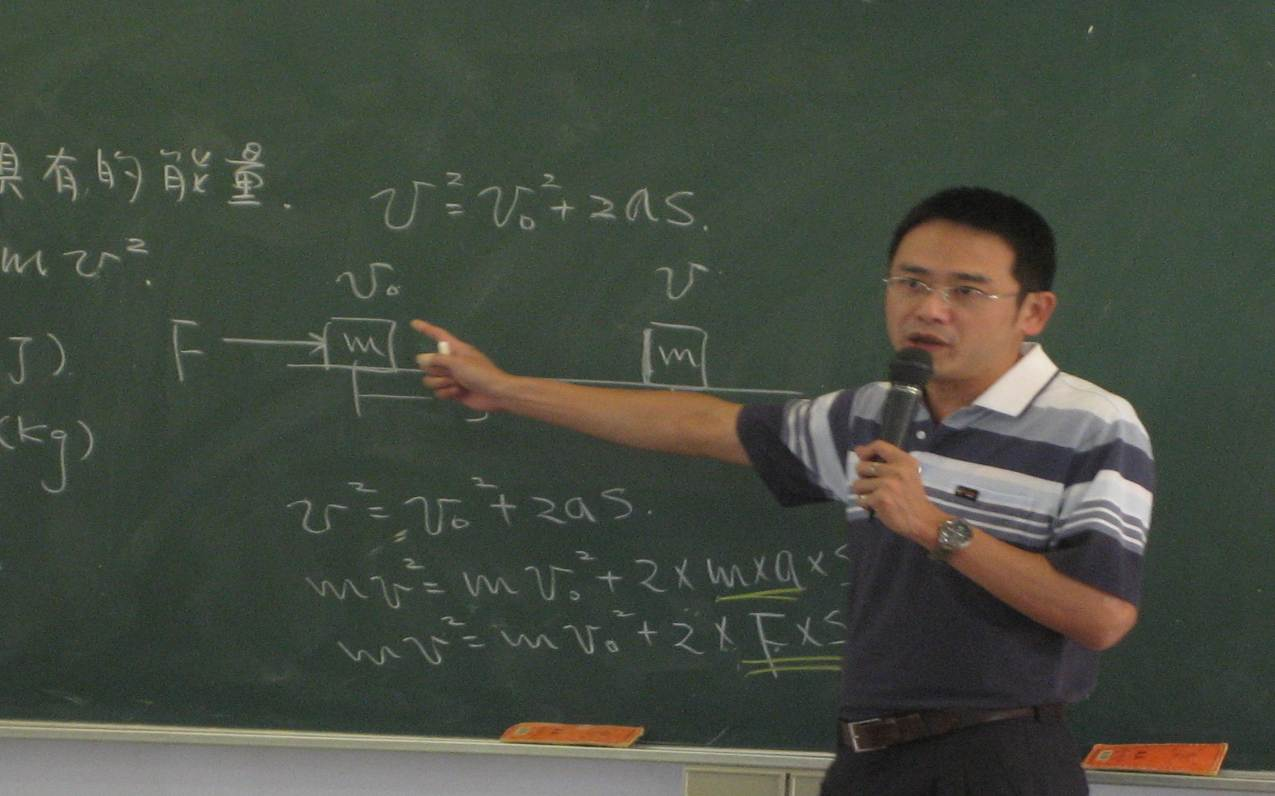 具有的能量.
mv².
J)
(kg)
v²=v₀²+2as.
v₀ v
F m m
v²=v₀²+2as.
mv²=mv₀²+2×m×a×s
mv²=mv₀²+2×F×s